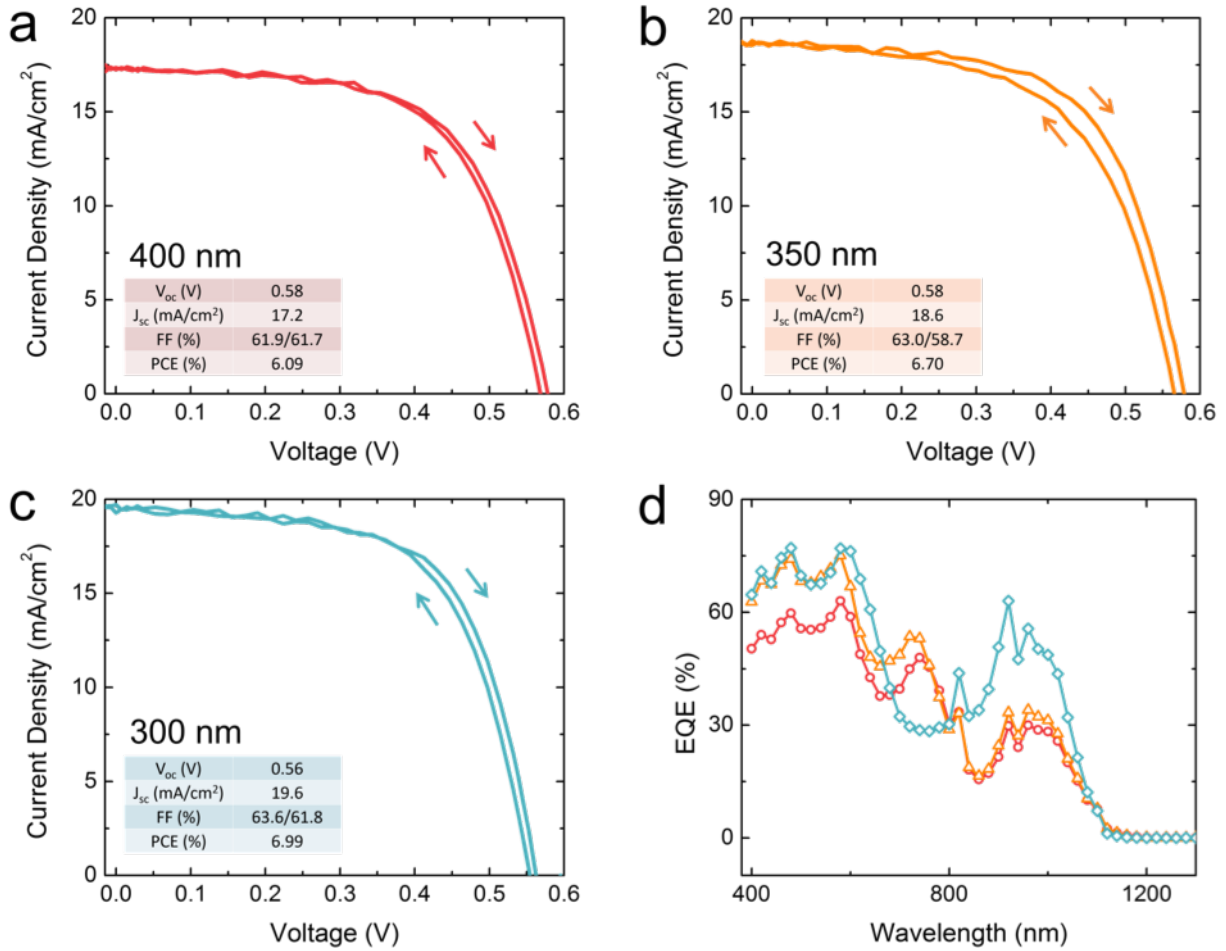 a
20
15
10
5
0
Current Density (mA/cm²)
400 nm
V_oc (V) 0.58
J_sc (mA/cm²) 17.2
FF (%) 61.9/61.7
PCE (%) 6.09
0.0 0.1 0.2 0.3 0.4 0.5 0.6
Voltage (V)
b
20
15
10
5
0
Current Density (mA/cm²)
350 nm
V_oc (V) 0.58
J_sc (mA/cm²) 18.6
FF (%) 63.0/58.7
PCE (%) 6.70
0.0 0.1 0.2 0.3 0.4 0.5 0.6
Voltage (V)
c
20
15
10
5
0
Current Density (mA/cm²)
300 nm
V_oc (V) 0.56
J_sc (mA/cm²) 19.6
FF (%) 63.6/61.8
PCE (%) 6.99
0.0 0.1 0.2 0.3 0.4 0.5 0.6
Voltage (V)
d
90
60
30
0
EQE (%)
400 800 1200
Wavelength (nm)